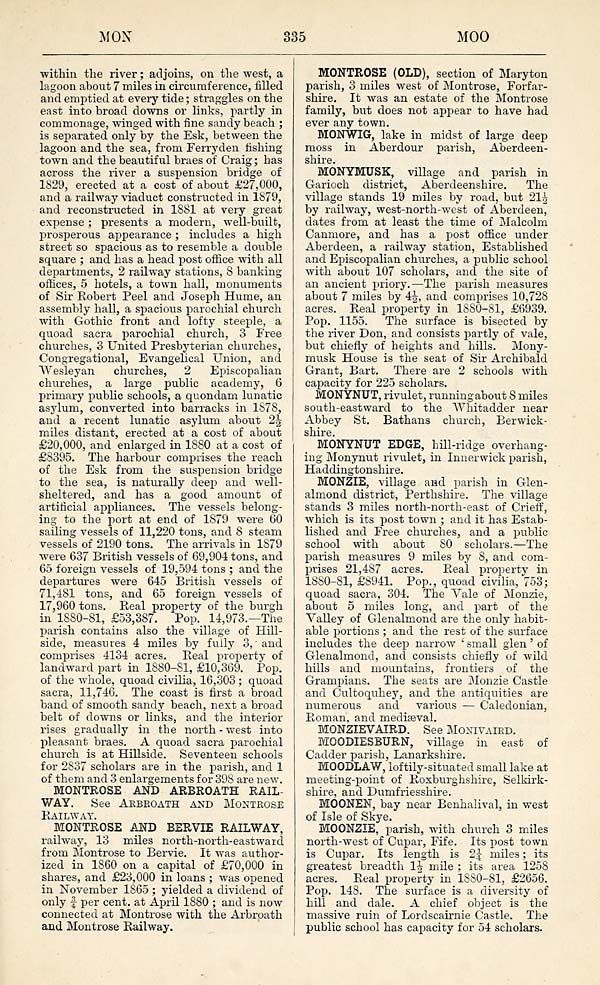 MON 335 MOO
within the river; adjoins, on the west, a
lagoon about 7 miles in circumference, filled
and emptied at every tide; straggles on the
east into broad downs or links, partly in
commonage, winged with fine sandy beach;
is separated only by the Esk, between the
lagoon and the sea, from Ferryden fishing
town and the beautiful braes of Craig; has
across the river a suspension bridge of
1829, erected at a cost of about £27,000,
and a railway viaduct constructed in 1879,
and reconstructed in 1881 at very great
expense; presents a modern, well-built,
prosperous appearance; includes a high
street so spacious as to resemble a double
square; and has a head post office with all
departments, 2 railway stations, 8 banking
offices, 5 hotels, a town hall, monuments
of Sir Robert Peel and Joseph Hume, an
assembly hall, a spacious parochial church
with Gothic front and lofty steeple, a
quoad sacra parochial church, 3 Free
churches, 3 United Presbyterian churches,
Congregational, Evangelical Union, and
Wesleyan churches, 2 Episcopalian
churches, a large public academy, 6
primary public schools, a quondam lunatic
asylum, converted into barracks in 1878,
and a recent lunatic asylum about 2½
miles distant, erected at a cost of about
£20,000, and enlarged in 1880 at a cost of
£8395. The harbour comprises the reach
of the Esk from the suspension bridge
to the sea, is naturally deep and well-
sheltered, and has a good amount of
artificial appliances. The vessels belong-
ing to the port at end of 1879 were 60
sailing vessels of 11,220 tons, and 8 steam
vessels of 2190 tons. The arrivals in 1879
were 637 British vessels of 69,904 tons, and
65 foreign vessels of 19,594 tons; and the
departures were 645 British vessels of
71,481 tons, and 65 foreign vessels of
17,960 tons. Real property of the burgh
in 1880-81, £53,387. Pop. 14,973.—The
parish contains also the village of Hill-
side, measures 4 miles by fully 3, and
comprises 4134 acres. Real property of
landward part in 1880-81, £10,369. Pop.
of the whole, quoad civilia, 16,303; quoad
sacra, 11,746. The coast is first a broad
band of smooth sandy beach, next a broad
belt of downs or links, and the interior
rises gradually in the north-west into
pleasant braes. A quoad sacra parochial
church is at Hillside. Seventeen schools
for 2837 scholars are in the parish, and 1
of them and 3 enlargements for 398 are new.
MONTROSE AND ARBROATH RAIL-
WAY. See ARBROATH AND MONTROSE
RAILWAY.
MONTROSE AND BERVIE RAILWAY,
railway, 13 miles north-north-eastward
from Montrose to Bervie. It was author-
ized in 1860 on a capital of £70,000 in
shares, and £23,000 in loans; was opened
in November 1865; yielded a dividend of
only ¾ per cent. at April 1880; and is now
connected at Montrose with the Arbroath
and Montrose Railway.
MONTROSE (OLD), section of Maryton
parish, 3 miles west of Montrose, Forfar-
shire. It was an estate of the Montrose
family, but does not appear to have had
ever any town.
MONWIG, lake in midst of large deep
moss in Aberdour parish, Aberdeen-
shire.
MONYMUSK, village and parish in
Garioch district, Aberdeenshire. The
village stands 19 miles by road, but 21½
by railway, west-north-west of Aberdeen,
dates from at least the time of Malcolm
Canmore, and has a post office under
Aberdeen, a railway station, Established
and Episcopalian churches, a public school
with about 107 scholars, and the site of
an ancient priory.—The parish measures
about 7 miles by 4½, and comprises 10,728
acres. Real property in 1880-81, £6939.
Pop. 1155. The surface is bisected by
the river Don, and consists partly of vale,
but chiefly of heights and hills. Mony-
musk House is the seat of Sir Archibald
Grant, Bart. There are 2 schools with
capacity for 225 scholars.
MONYNUT, rivulet, running about 8 miles
south-eastward to the Whitadder near
Abbey St. Bathans church, Berwick-
shire.
MONYNUT EDGE, hill-ridge overhang-
ing Monynut rivulet, in Innerwick parish,
Haddingtonshire.
MONZIE, village and parish in Glen-
almond district, Perthshire. The village
stands 3 miles north-north-east of Crieff,
which is its post town; and it has Estab-
lished and Free churches, and a public
school with about 80 scholars.—The
parish measures 9 miles by 8, and com-
prises 21,487 acres. Real property in
1880-81, £8941. Pop., quoad civilia, 753;
quoad sacra, 304. The Vale of Monzie,
about 5 miles long, and part of the
Valley of Glenalmond are the only habit-
able portions; and the rest of the surface
includes the deep narrow ‘small glen’ of
Glenalmond, and consists chiefly of wild
hills and mountains, frontiers of the
Grampians. The seats are Monzie Castle
and Cultoquhey, and the antiquities are
numerous and various — Caledonian,
Roman, and mediæval.
MONZIEVAIRD. See MONIVAIRD.
MOODIESBURN, village in east of
Cadder parish, Lanarkshire.
MOODLAW, loftily-situated small lake at
meeting-point of Roxburghshire, Selkirk-
shire, and Dumfriesshire.
MOONEN, bay near Benhalival, in west
of Isle of Skye.
MOONZIE, parish, with church 3 miles
north-west of Cupar, Fife. Its post town
is Cupar. Its length is 2¾ miles; its
greatest breadth 1½ mile; its area 1258
acres. Real property in 1880-81, £2656.
Pop. 148. The surface is a diversity of
hill and dale. A chief object is the
massive ruin of Lordscairnie Castle. The
public school has capacity for 54 scholars.